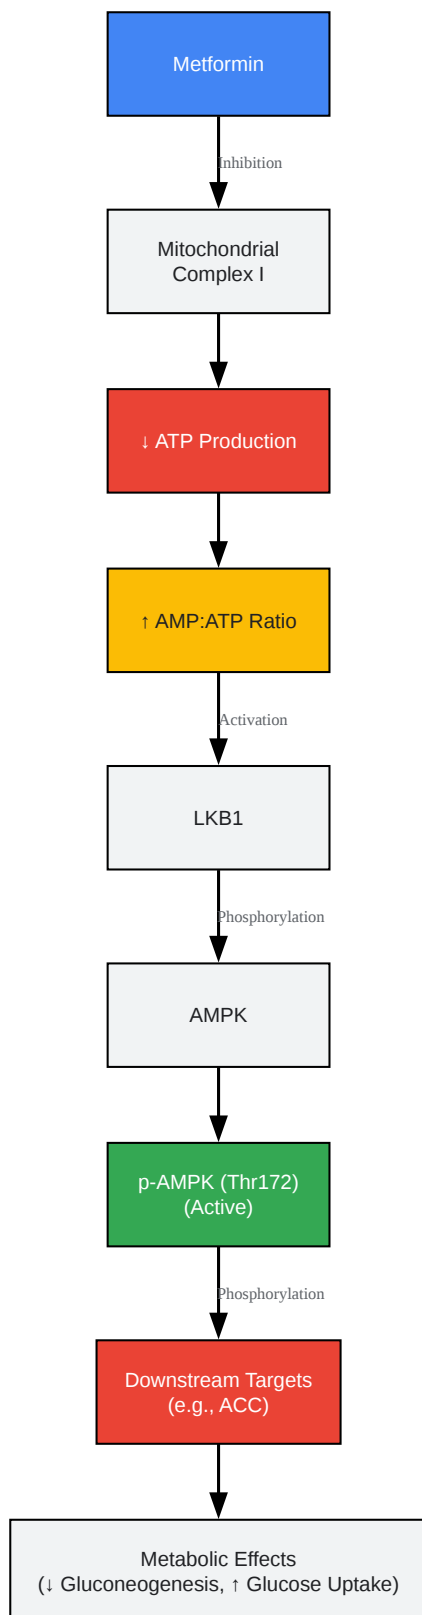 Metformin
Inhibition
Mitochondrial
Complex I
↓ ATP Production
↑ AMP:ATP Ratio
Activation
LKB1
Phosphorylation
AMPK
p-AMPK (Thr172)
(Active)
Phosphorylation
Downstream Targets
(e.g., ACC)
Metabolic Effects
(↓ Gluconeogenesis, ↑ Glucose Uptake)